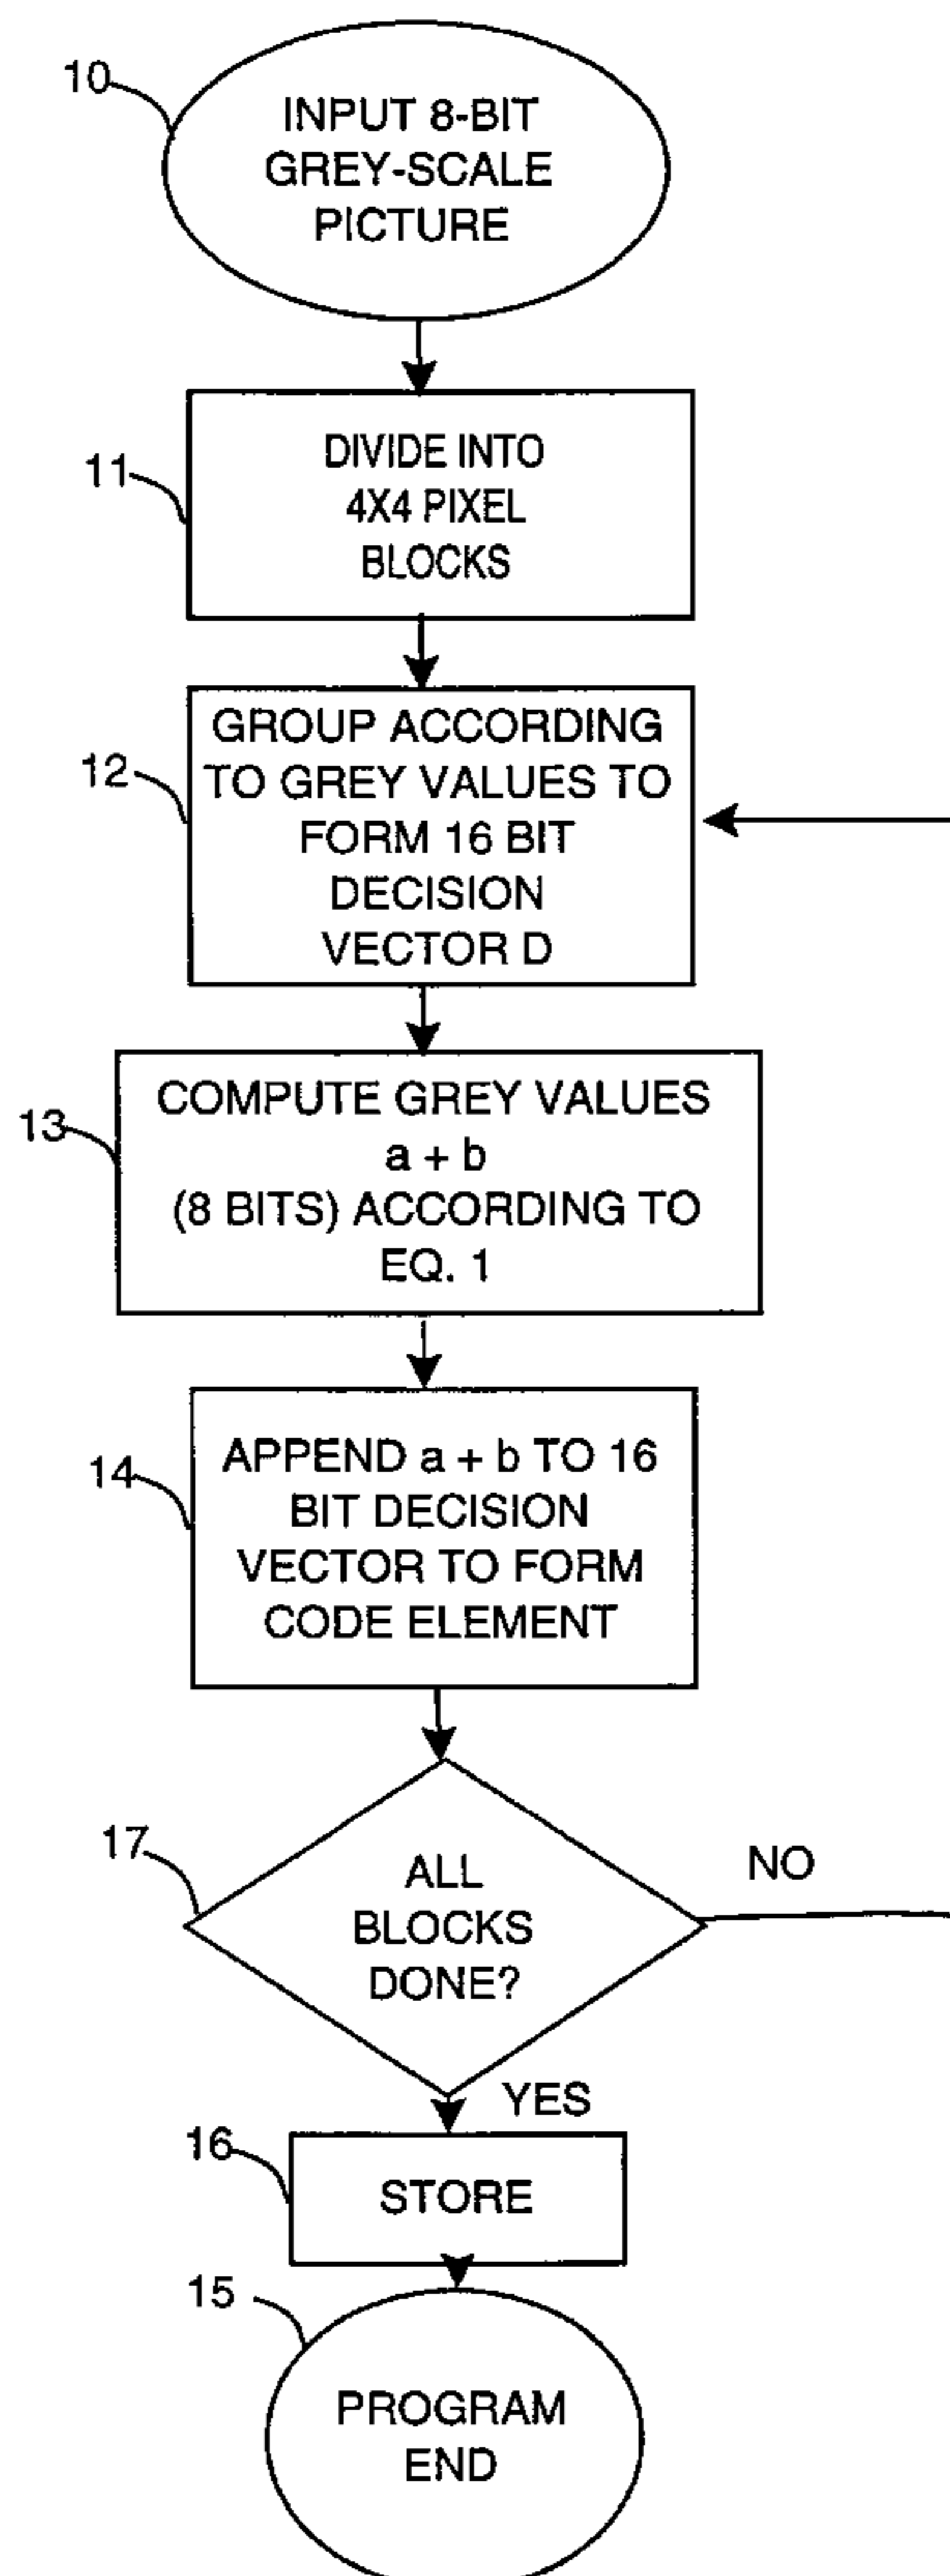 10
INPUT 8-BIT
GREY-SCALE
PICTURE
11
DIVIDE INTO
4X4 PIXEL
BLOCKS
12
GROUP ACCORDING
TO GREY VALUES TO
FORM 16 BIT
DECISION
VECTOR D
13
COMPUTE GREY VALUES
a + b
(8 BITS) ACCORDING TO
EQ. 1
14
APPEND a + b TO 16
BIT DECISION
VECTOR TO FORM
CODE ELEMENT
17
ALL
BLOCKS
DONE?
NO
YES
16
STORE
15
PROGRAM
END